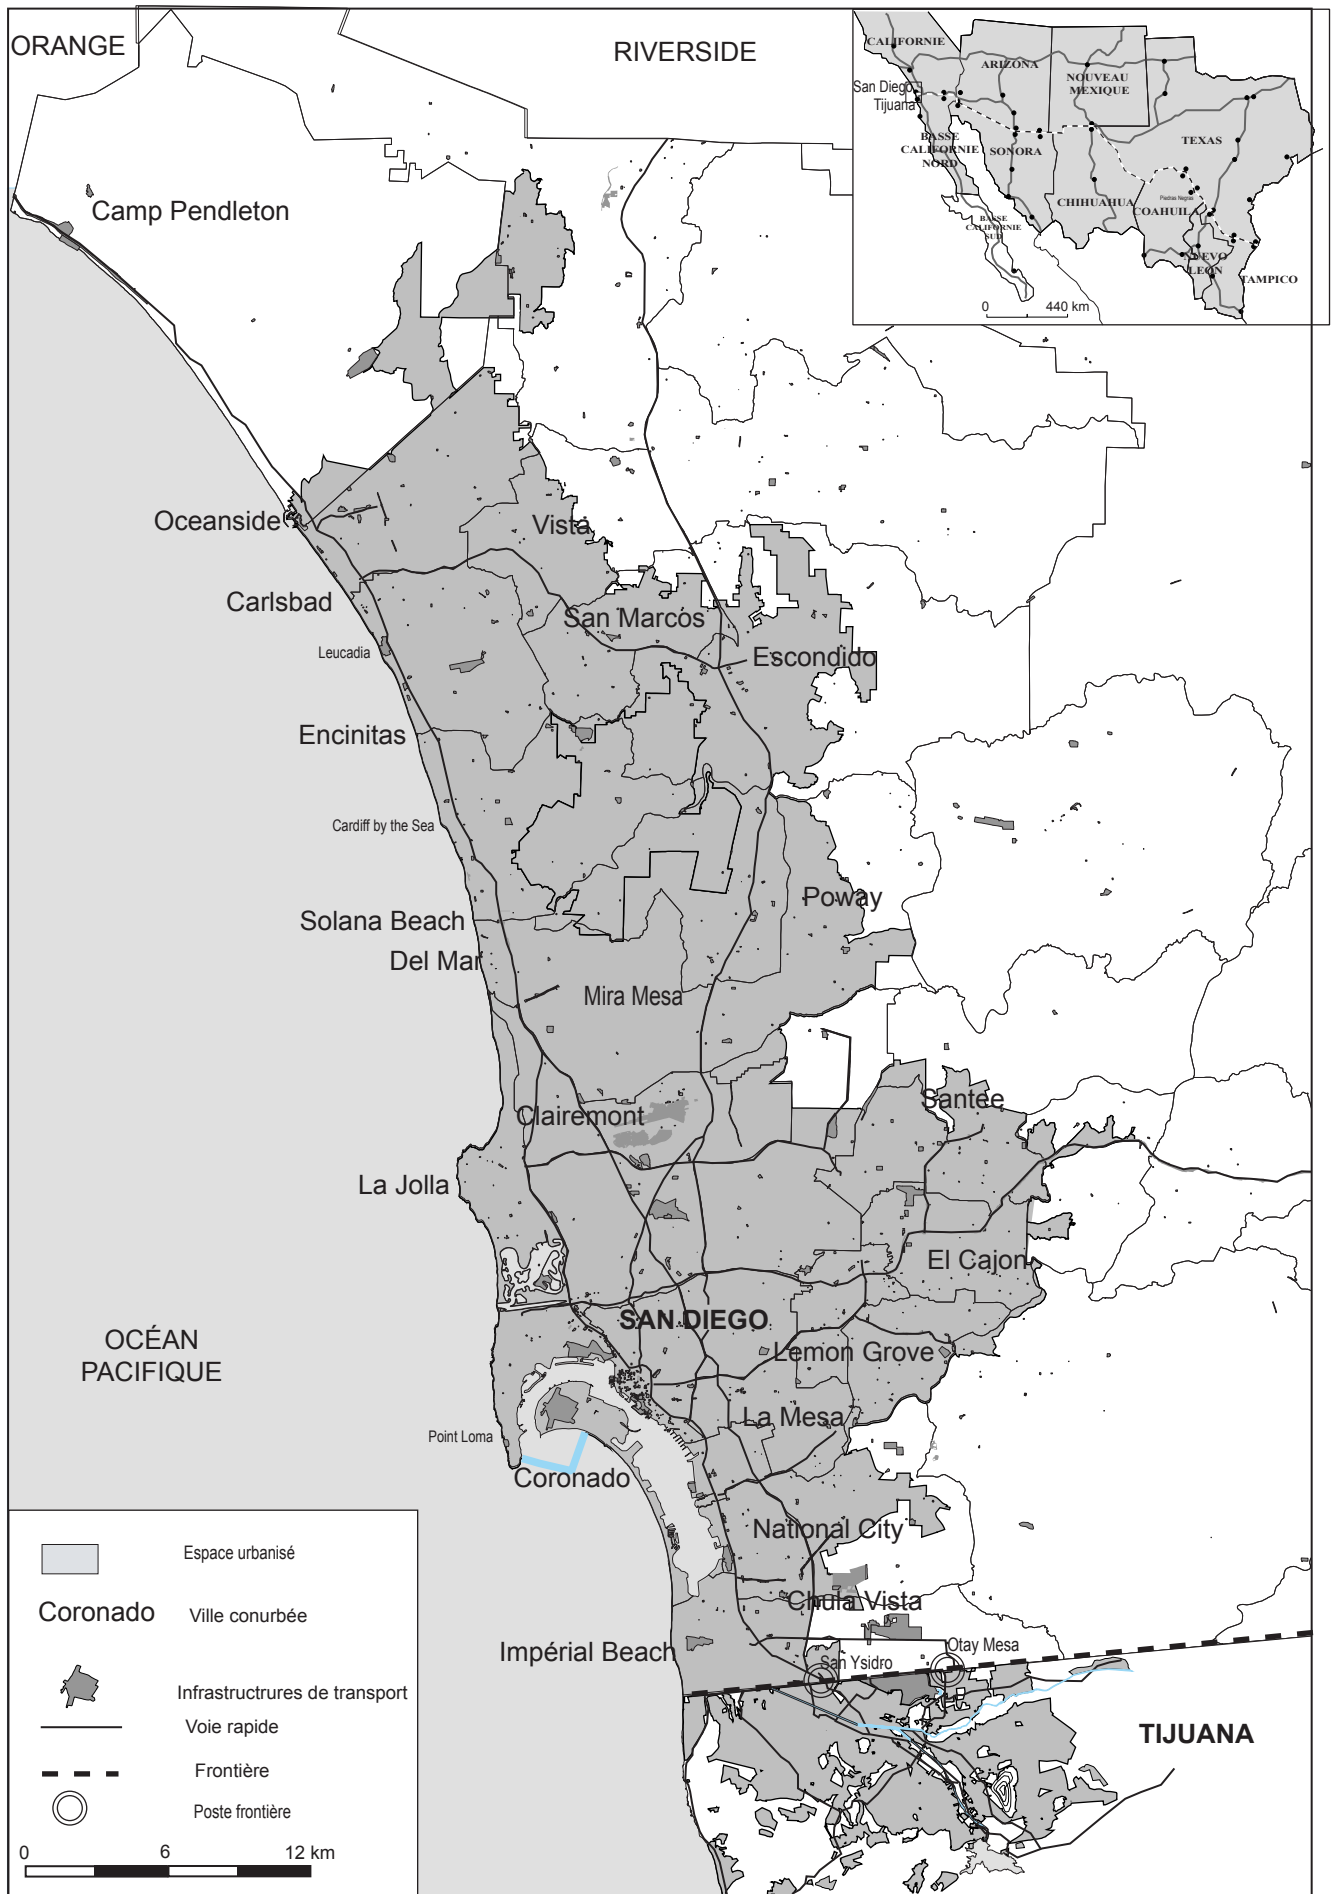 ORANGE
RIVERSIDE
CALIFORNIE
ARIZONA
NOUVEAU
MEXIQUE
San Diego
Tijuana
TEXAS
BASSE
CALIFORNIE
NORD
SONORA
CHIHUAHUA
Piedras Negras
COAHUILA
BASSE
CALIFORNIE
SUD
NUEVO
LEON
TAMPICO
0 440 km
Camp Pendleton
Oceanside
Vista
Carlsbad
San Marcos
Leucadia
Escondido
Encinitas
Cardiff by the Sea
Poway
Solana Beach
Del Mar
Mira Mesa
Santee
Clairemont
La Jolla
El Cajon
SAN DIEGO
OCÉAN
PACIFIQUE
Lemon Grove
La Mesa
Point Loma
Coronado
National City
Chula Vista
Impérial Beach
Otay Mesa
San Ysidro
TIJUANA
Espace urbanisé
Coronado Ville conurbée
Infrastructrures de transport
Voie rapide
Frontière
Poste frontière
0 6 12 km